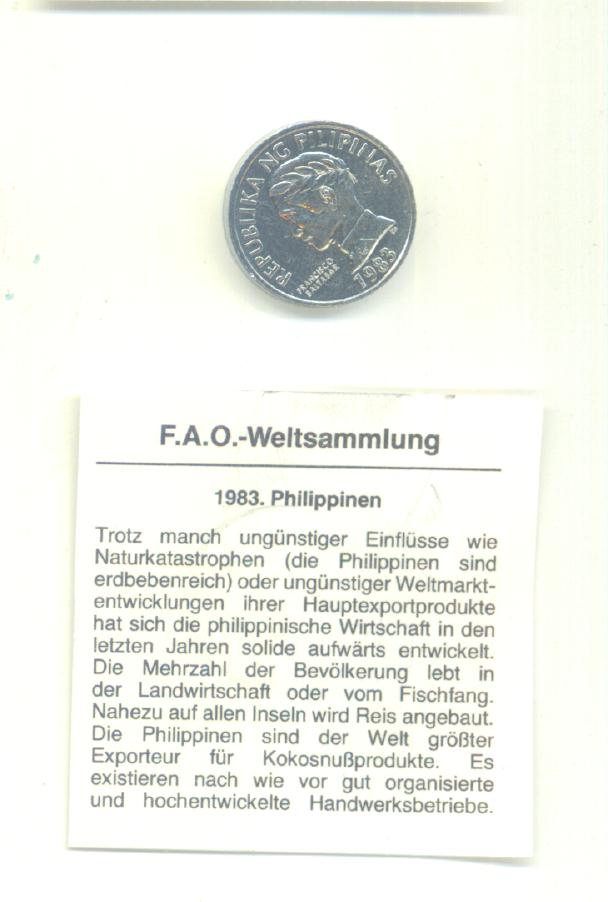 REPUBLIKA NG PILIPINAS
FRANCISCO
BALTASAR
1983
F.A.O.-Weltsammlung
1983. Philippinen
Trotz manch ungünstiger Einflüsse wie
Naturkatastrophen (die Philippinen sind
erdbebenreich) oder ungünstiger Weltmarkt-
entwicklungen ihrer Hauptexportprodukte
hat sich die philippinische Wirtschaft in den
letzten Jahren solide aufwärts entwickelt.
Die Mehrzahl der Bevölkerung lebt in
der Landwirtschaft oder vom Fischfang.
Nahezu auf allen Inseln wird Reis angebaut.
Die Philippinen sind der Welt größter
Exporteur für Kokosnußprodukte. Es
existieren nach wie vor gut organisierte
und hochentwickelte Handwerksbetriebe.